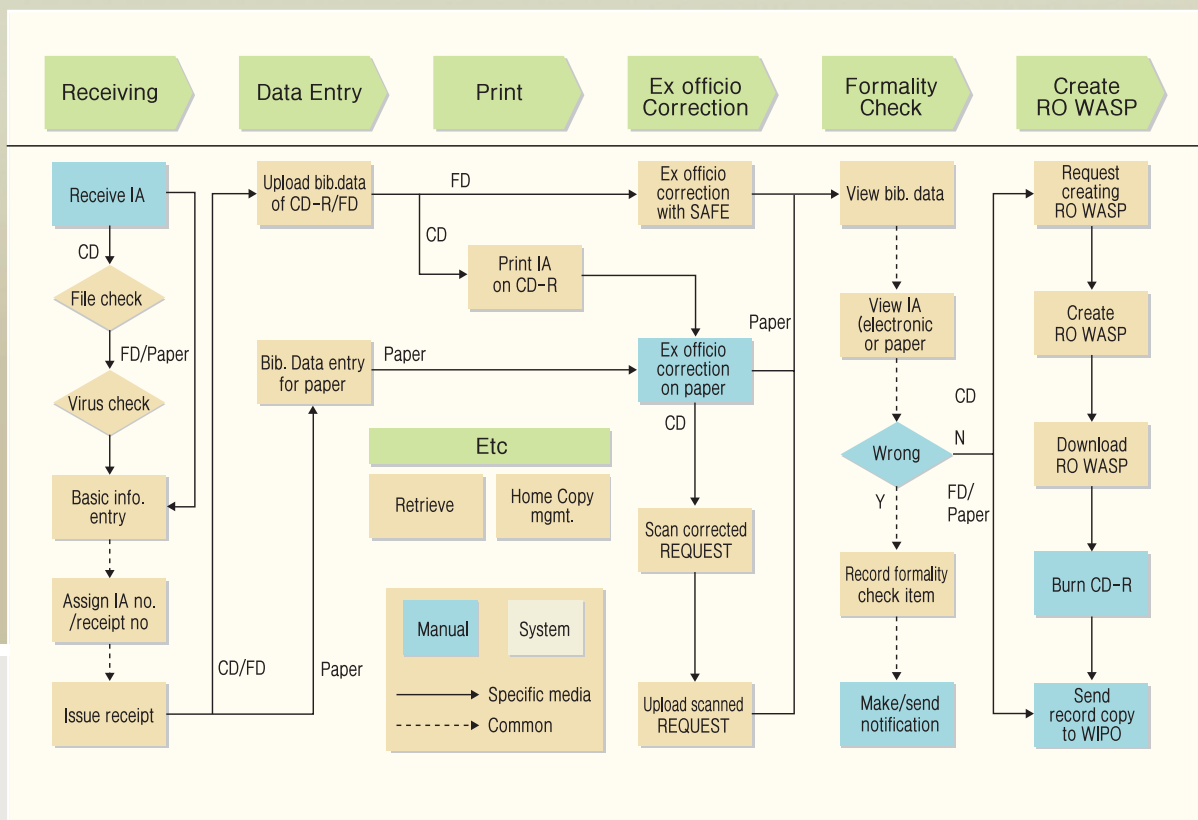 Receiving
Data Entry
Print
Ex officio
Correction
Formality
Check
Create
RO WASP
Receive IA
CD
File check
FD/Paper
Virus check
Basic info.
entry
Assign IA no.
/receipt no
Issue receipt
CD/FD
Paper
Upload bib.data
of CD-R/FD
FD
CD
Print IA
on CD-R
Bib. Data entry
for paper
Paper
Etc
Retrieve
Home Copy
mgmt.
Manual
System
Specific media
Common
Ex officio
correction
with SAFE
Ex officio
correction
on paper
Paper
CD
Scan corrected
REQUEST
Upload scanned
REQUEST
View bib. data
View IA
(electronic
or paper
Wrong
Y
N
CD
FD/
Paper
Record formality
check item
Make/send
notification
Request
creating
RO WASP
Create
RO WASP
Download
RO WASP
Burn CD-R
Send
record copy
to WIPO